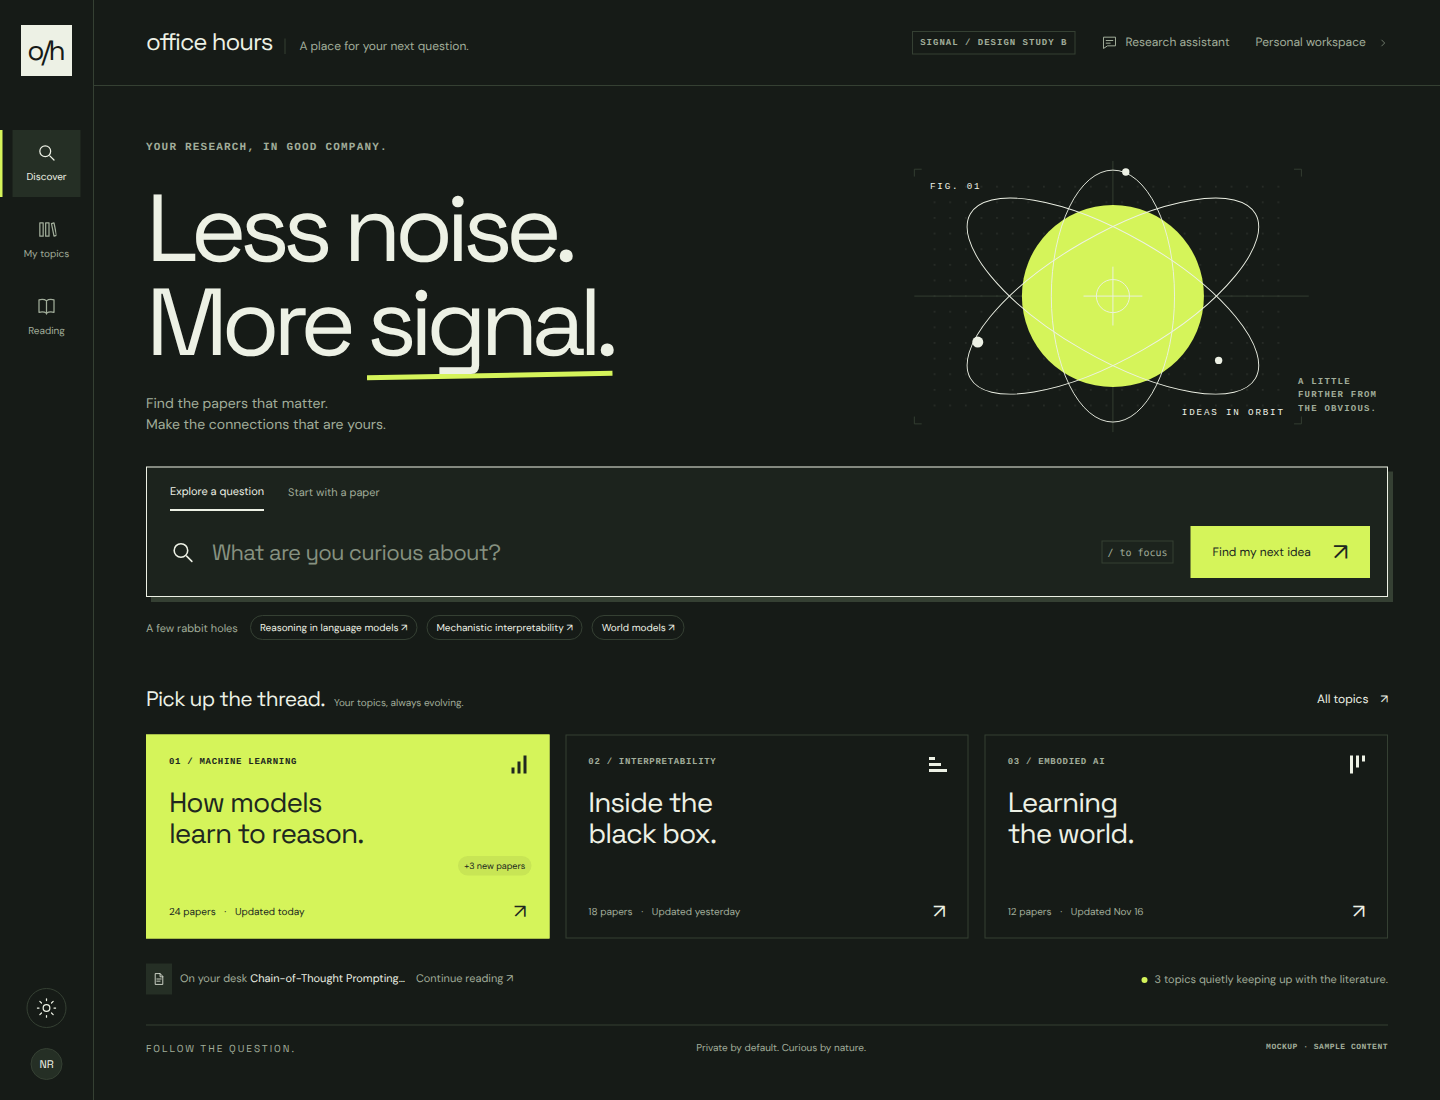 o/h
office hours
A place for your next question.
SIGNAL / DESIGN STUDY B
Research assistant
Personal workspace
Discover
My topics
Reading
YOUR RESEARCH, IN GOOD COMPANY.
Less noise.
More signal.
Find the papers that matter.
Make the connections that are yours.
FIG. 01
IDEAS IN ORBIT
A LITTLE
FURTHER FROM
THE OBVIOUS.
Explore a question
Start with a paper
What are you curious about?
/ to focus
Find my next idea
A few rabbit holes
Reasoning in language models
Mechanistic interpretability
World models
Pick up the thread.
Your topics, always evolving.
All topics
01 / MACHINE LEARNING
How models
learn to reason.
+3 new papers
24 papers · Updated today
02 / INTERPRETABILITY
Inside the
black box.
18 papers · Updated yesterday
03 / EMBODIED AI
Learning
the world.
12 papers · Updated Nov 16
On your desk Chain-of-Thought Prompting… Continue reading
3 topics quietly keeping up with the literature.
NR
FOLLOW THE QUESTION.
Private by default. Curious by nature.
MOCKUP · SAMPLE CONTENT